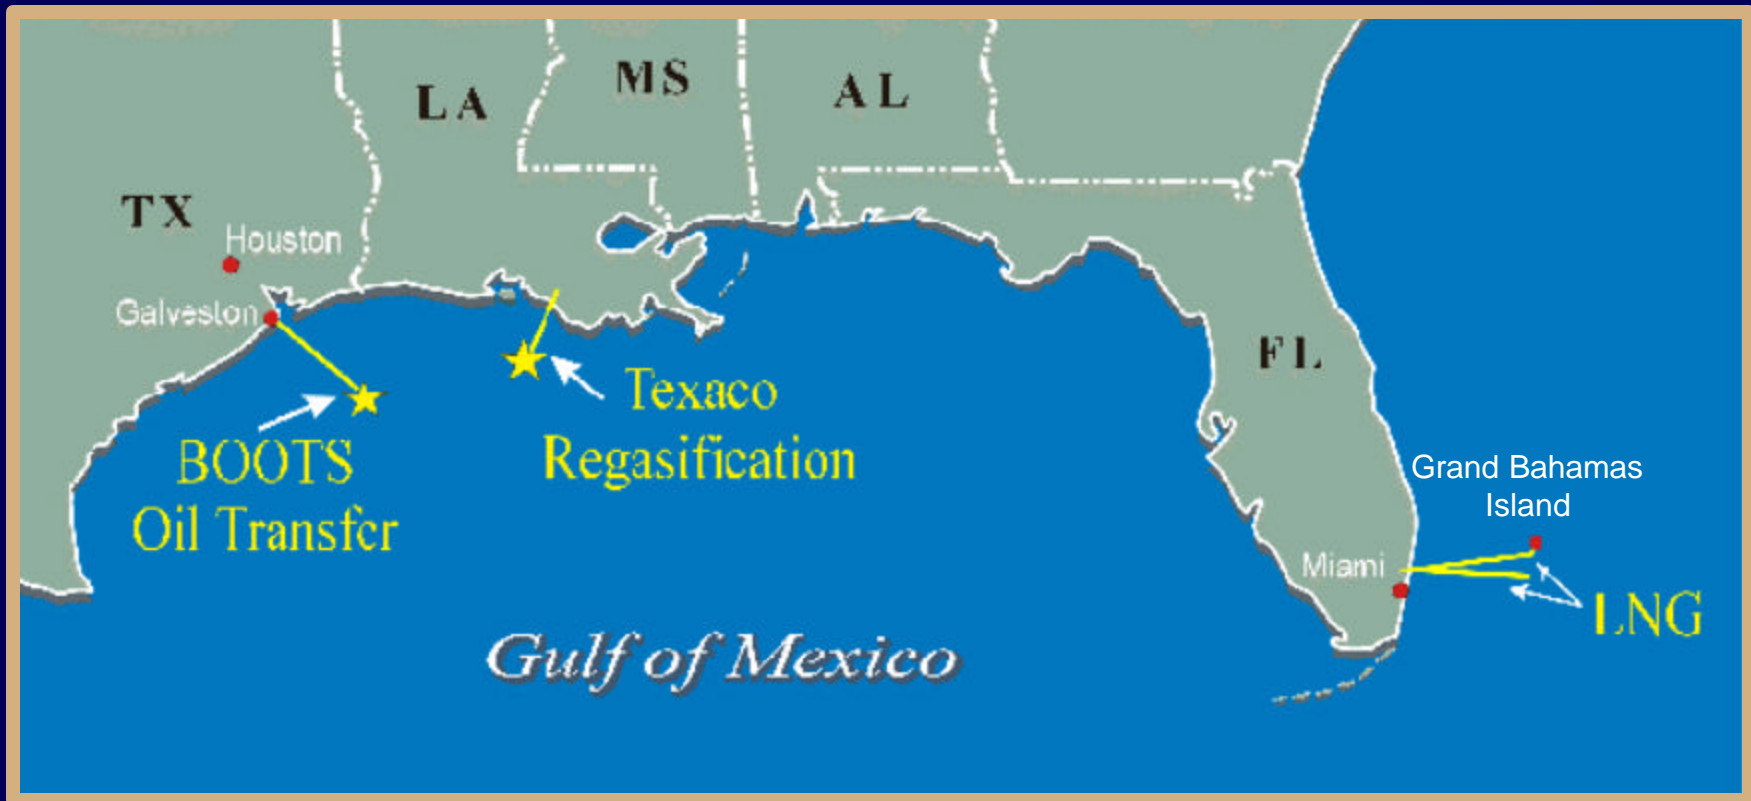 MS
AL
LA
TX
Houston
Galveston
FL
Texaco
Regasification
BOOTS
Oil Transfer
Grand Bahamas
Island
Miami
LNG
Gulf of Mexico